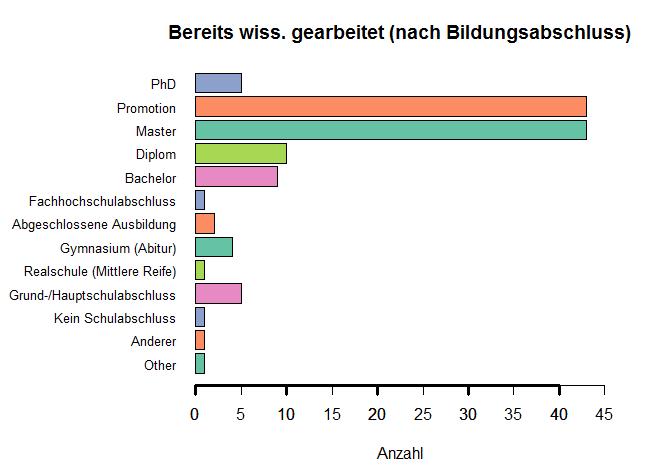 Bereits wiss. gearbeitet (nach Bildungsabschluss)
PhD
Promotion
Master
Diplom
Bachelor
Fachhochschulabschluss
Abgeschlossene Ausbildung
Gymnasium (Abitur)
Realschule (Mittlere Reife)
Grund-/Hauptschulabschluss
Kein Schulabschluss
Anderer
Other
0 5 10 15 20 25 30 35 40 45
Anzahl